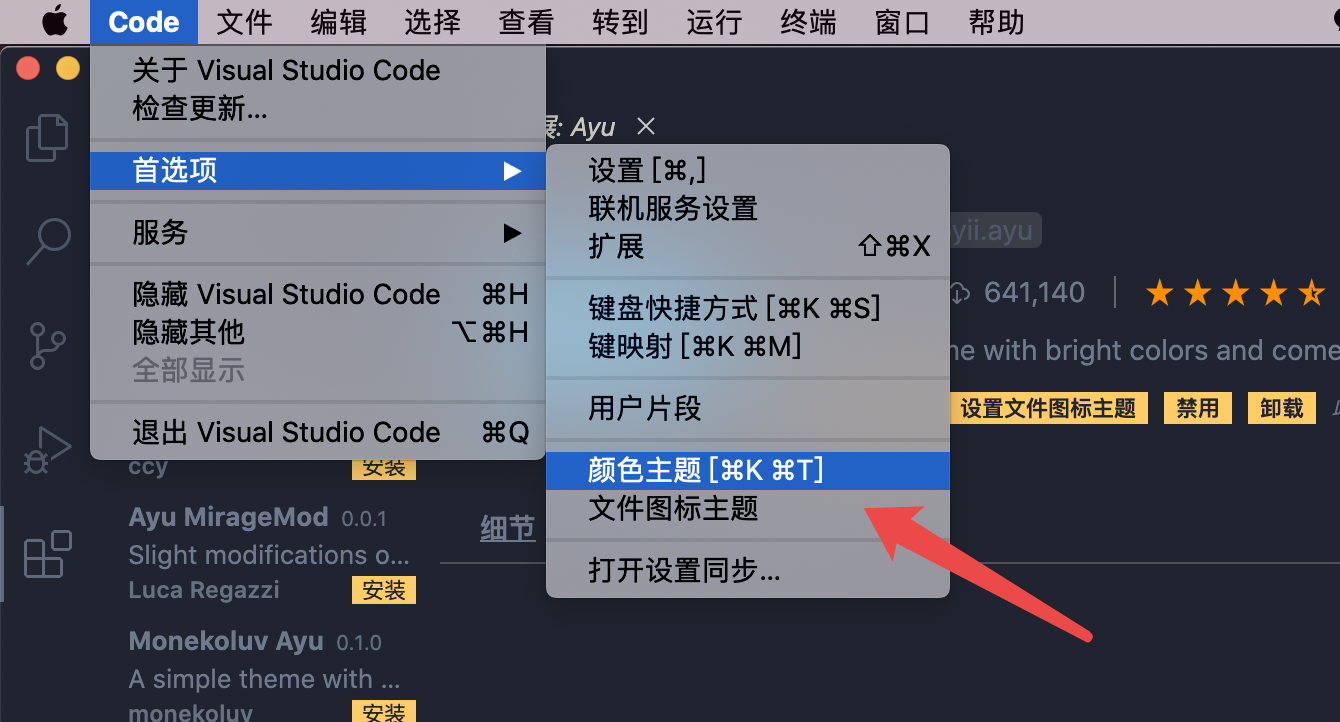 Code 文件 编辑 选择 查看 转到 运行 终端 窗口 帮助
关于 Visual Studio Code
检查更新...
首选项
服务
隐藏 Visual Studio Code ⌘H
隐藏其他 ⌥⌘H
全部显示
退出 Visual Studio Code ⌘Q
设置 [⌘,]
联机服务设置
扩展 ⇧⌘X
键盘快捷方式 [⌘K ⌘S]
键映射 [⌘K ⌘M]
用户片段
颜色主题 [⌘K ⌘T]
文件图标主题
打开设置同步...
展: Ayu
yii.ayu
641,140
with bright colors and come
设置文件图标主题 禁用 卸载
细节
ccy 安装
Ayu MirageMod 0.0.1
Slight modifications o...
Luca Regazzi 安装
Monekoluv Ayu 0.1.0
A simple theme with ...
monekoluv 安装